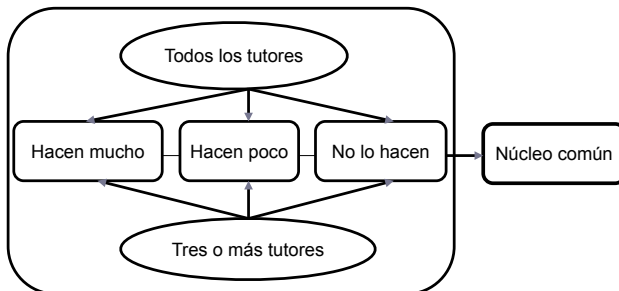 Todos los tutores
Hacen mucho
Hacen poco
No lo hacen
Núcleo común
Tres o más tutores